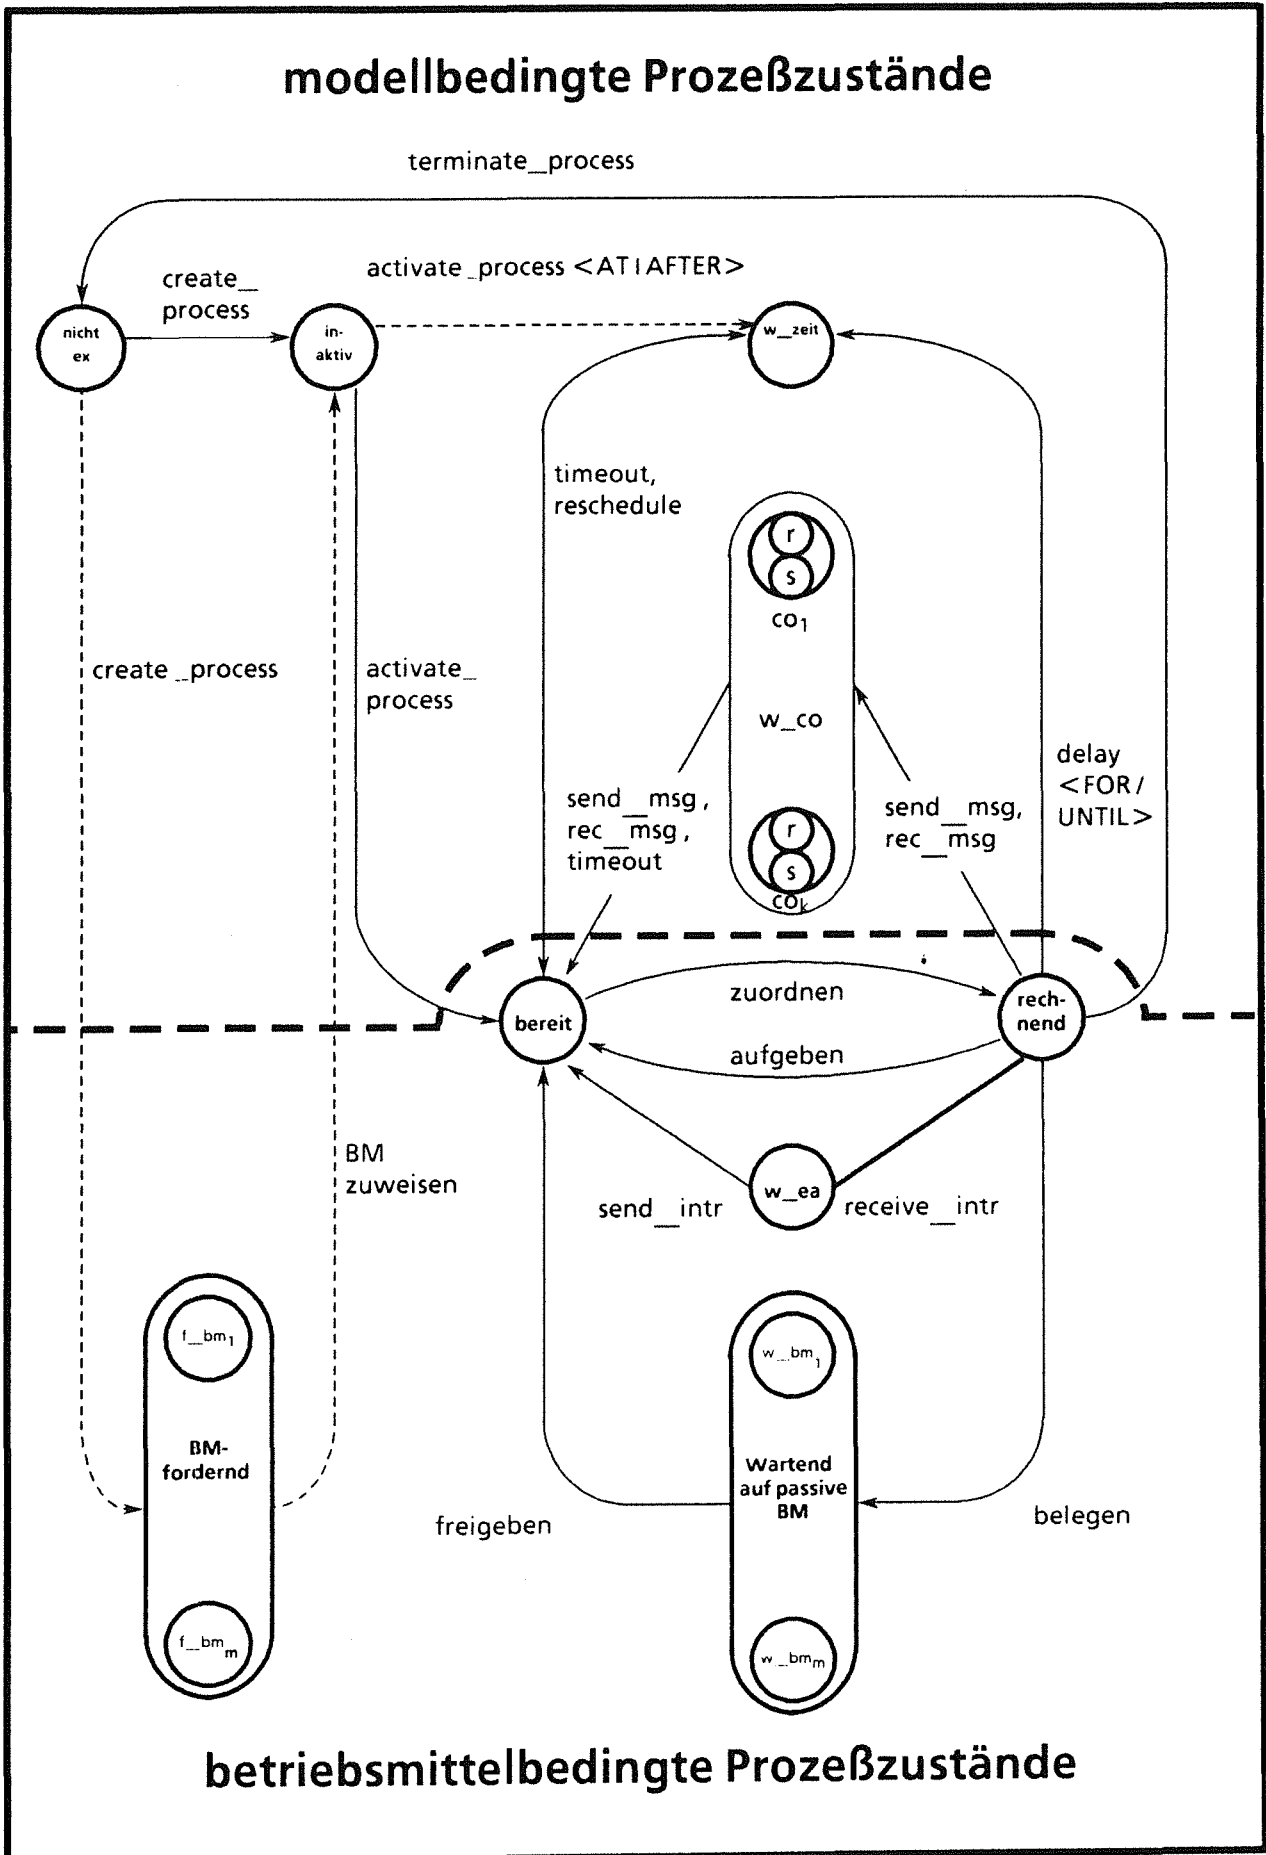 modellbedingte Prozeßzustände
terminate_process
activate_process <AT|AFTER>
create_
process
nicht
ex
in-
aktiv
w_zeit
timeout,
reschedule
r
s
co1
create_process
activate_
process
w_co
delay
<FOR/
UNTIL>
send_msg,
rec_msg,
timeout
send_msg,
rec_msg
r
s
cok
zuordnen
bereit
rech-
nend
aufgeben
BM
zuweisen
w_ea
send_intr
receive_intr
f_bm1
w_bm1
BM-
fordernd
Wartend
auf passive
BM
freigeben
belegen
f_bmm
w_bmm
betriebsmittelbedingte Prozeßzustände